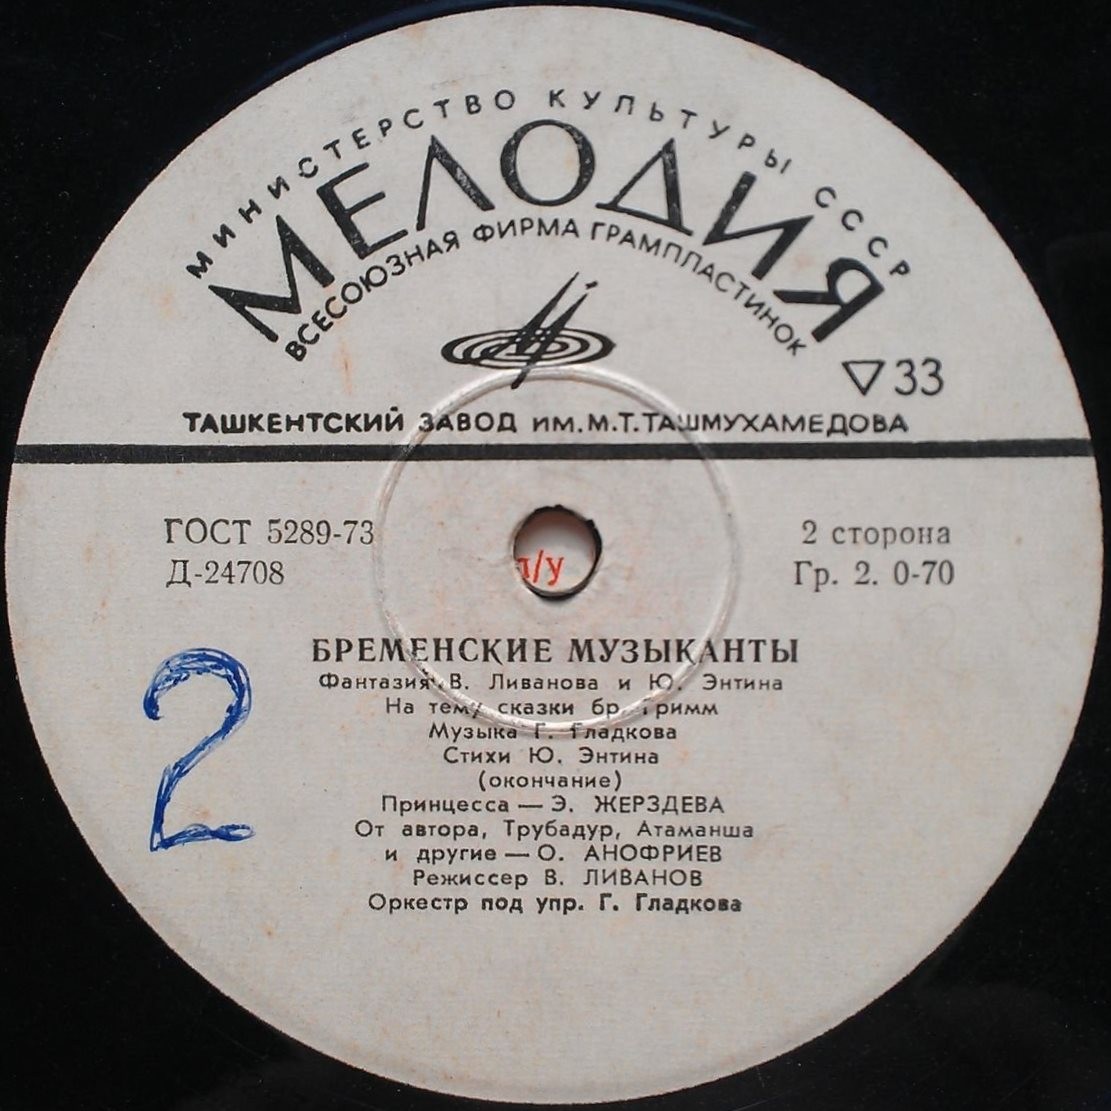 МИНИСТЕРСТВО КУЛЬТУРЫ СССР
МЕЛОДИЯ
ВСЕСОЮЗНАЯ ФИРМА ГРАМПЛАСТИНОК
▽33
ТАШКЕНТСКИЙ ЗАВОД ИМ. М.Т. ТАШМУХАМЕДОВА
ГОСТ 5289-73
2 сторона
Д-24708
Гр. 2. 0-70
л/у
БРЕМЕНСКИЕ МУЗЫКАНТЫ
Фантазия В. Ливанова и Ю. Энтина
На тему сказки бр. Гримм
Музыка Г. Гладкова
Стихи Ю. Энтина
(окончание)
Принцесса — Э. ЖЕРЗДЕВА
От автора, Трубадур, Атаманша
и другие — О. АНОФРИЕВ
Режиссер В. ЛИВАНОВ
Оркестр под упр. Г. Гладкова
2